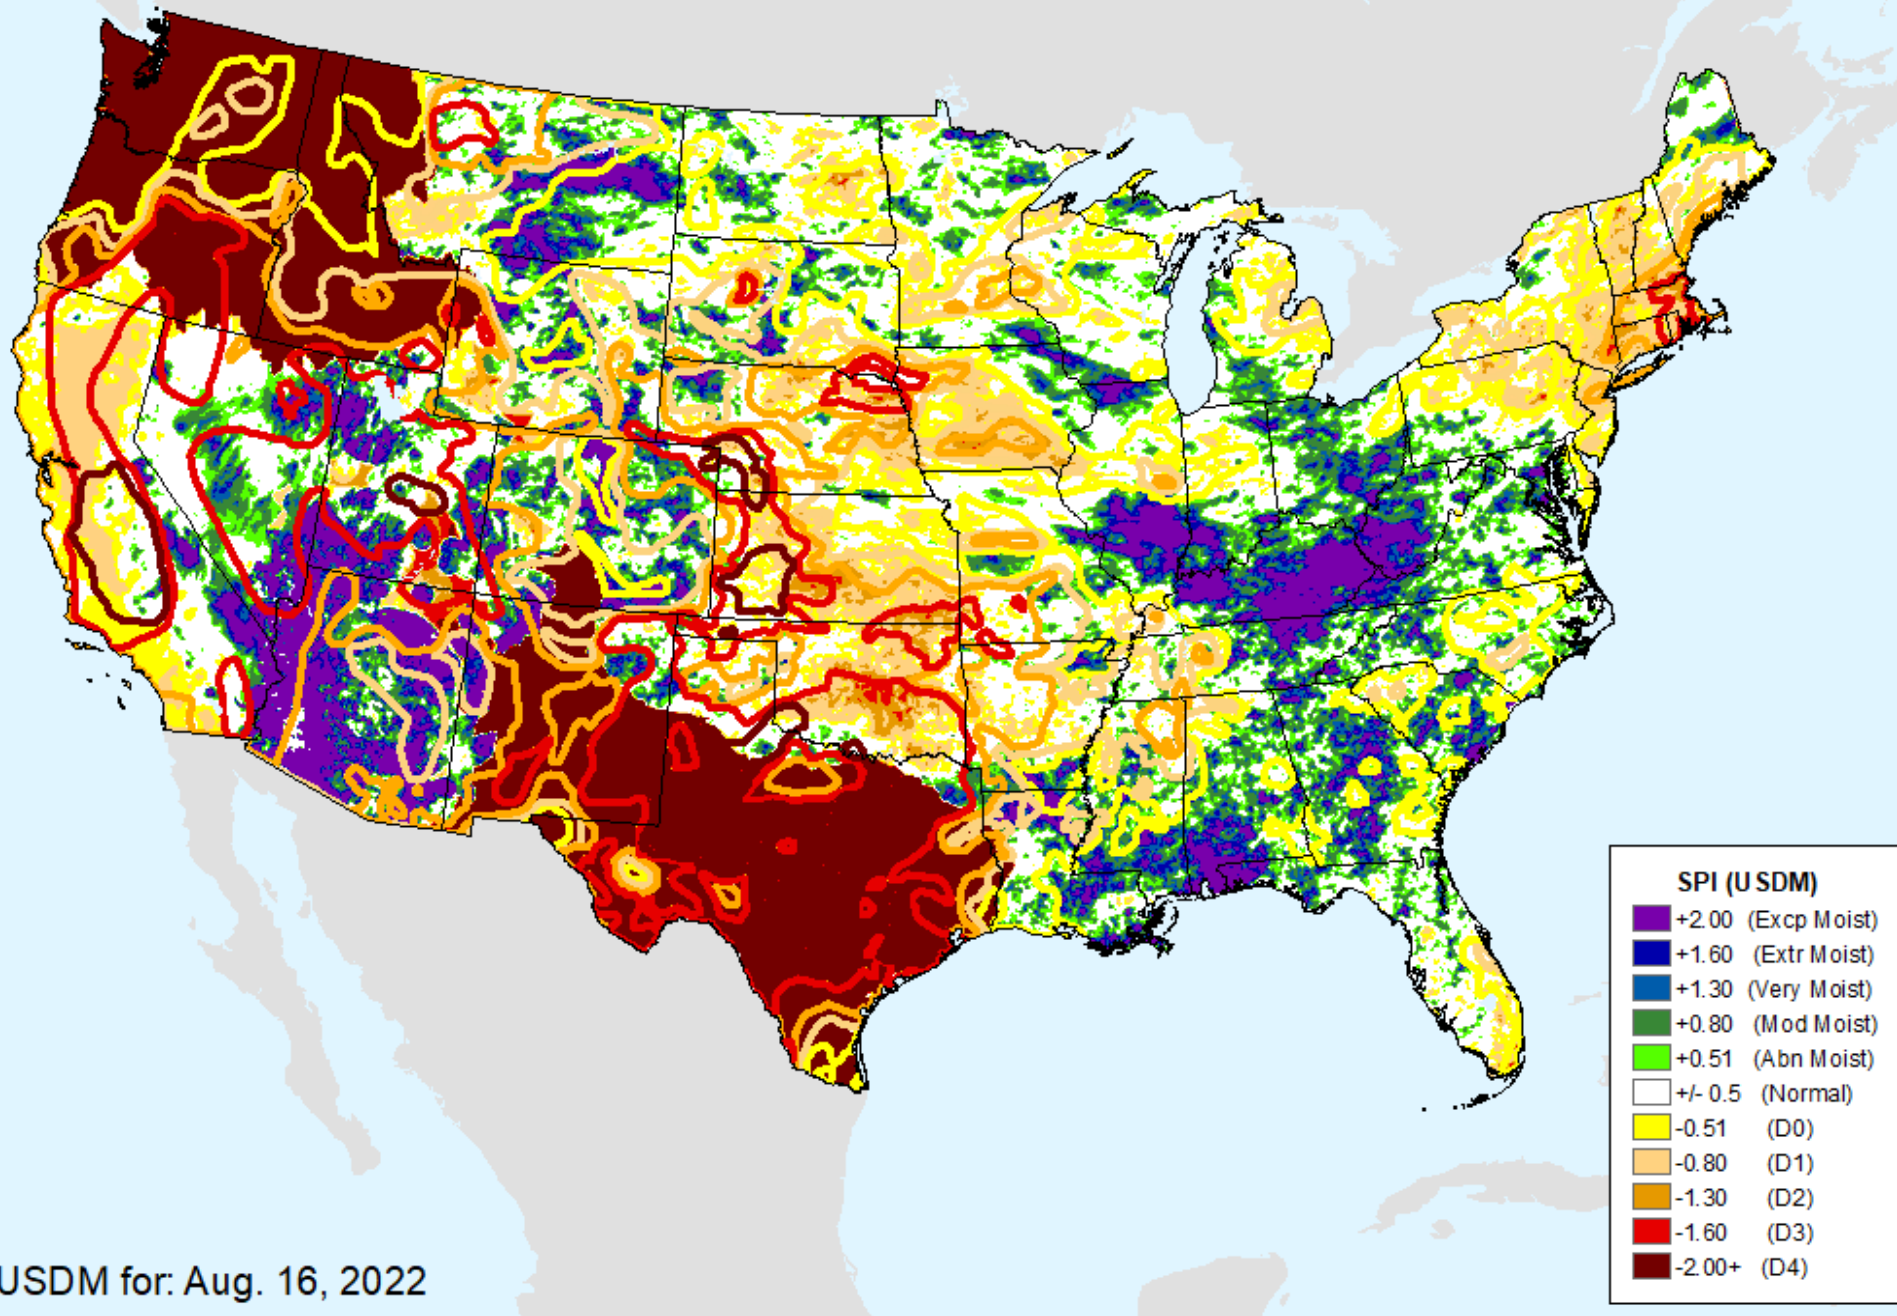 SPI (USDM)
+2.00 (Excp Moist)
+1.60 (Extr Moist)
+1.30 (Very Moist)
+0.80 (Mod Moist)
+0.51 (Abn Moist)
+/- 0.5 (Normal)
-0.51 (D0)
-0.80 (D1)
-1.30 (D2)
-1.60 (D3)
-2.00+ (D4)
USDM for: Aug. 16, 2022